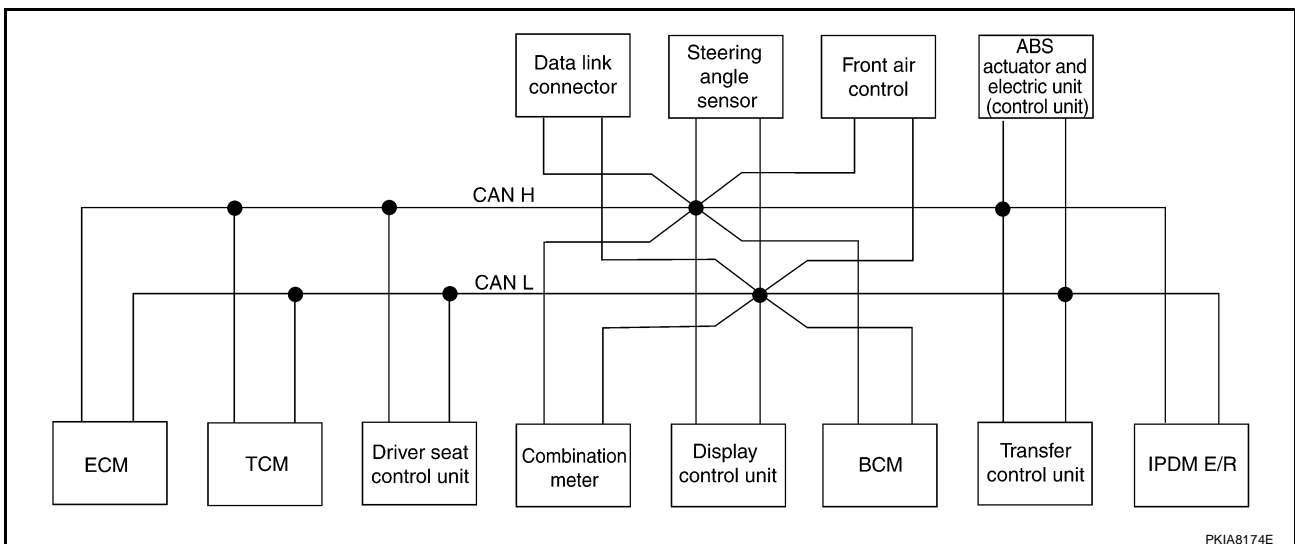 Data link
connector
Steering
angle
sensor
Front air
control
ABS
actuator and
electric unit
(control unit)
CAN H
CAN L
ECM
TCM
Driver seat
control unit
Combination
meter
Display
control unit
BCM
Transfer
control unit
IPDM E/R
PKIA8174E